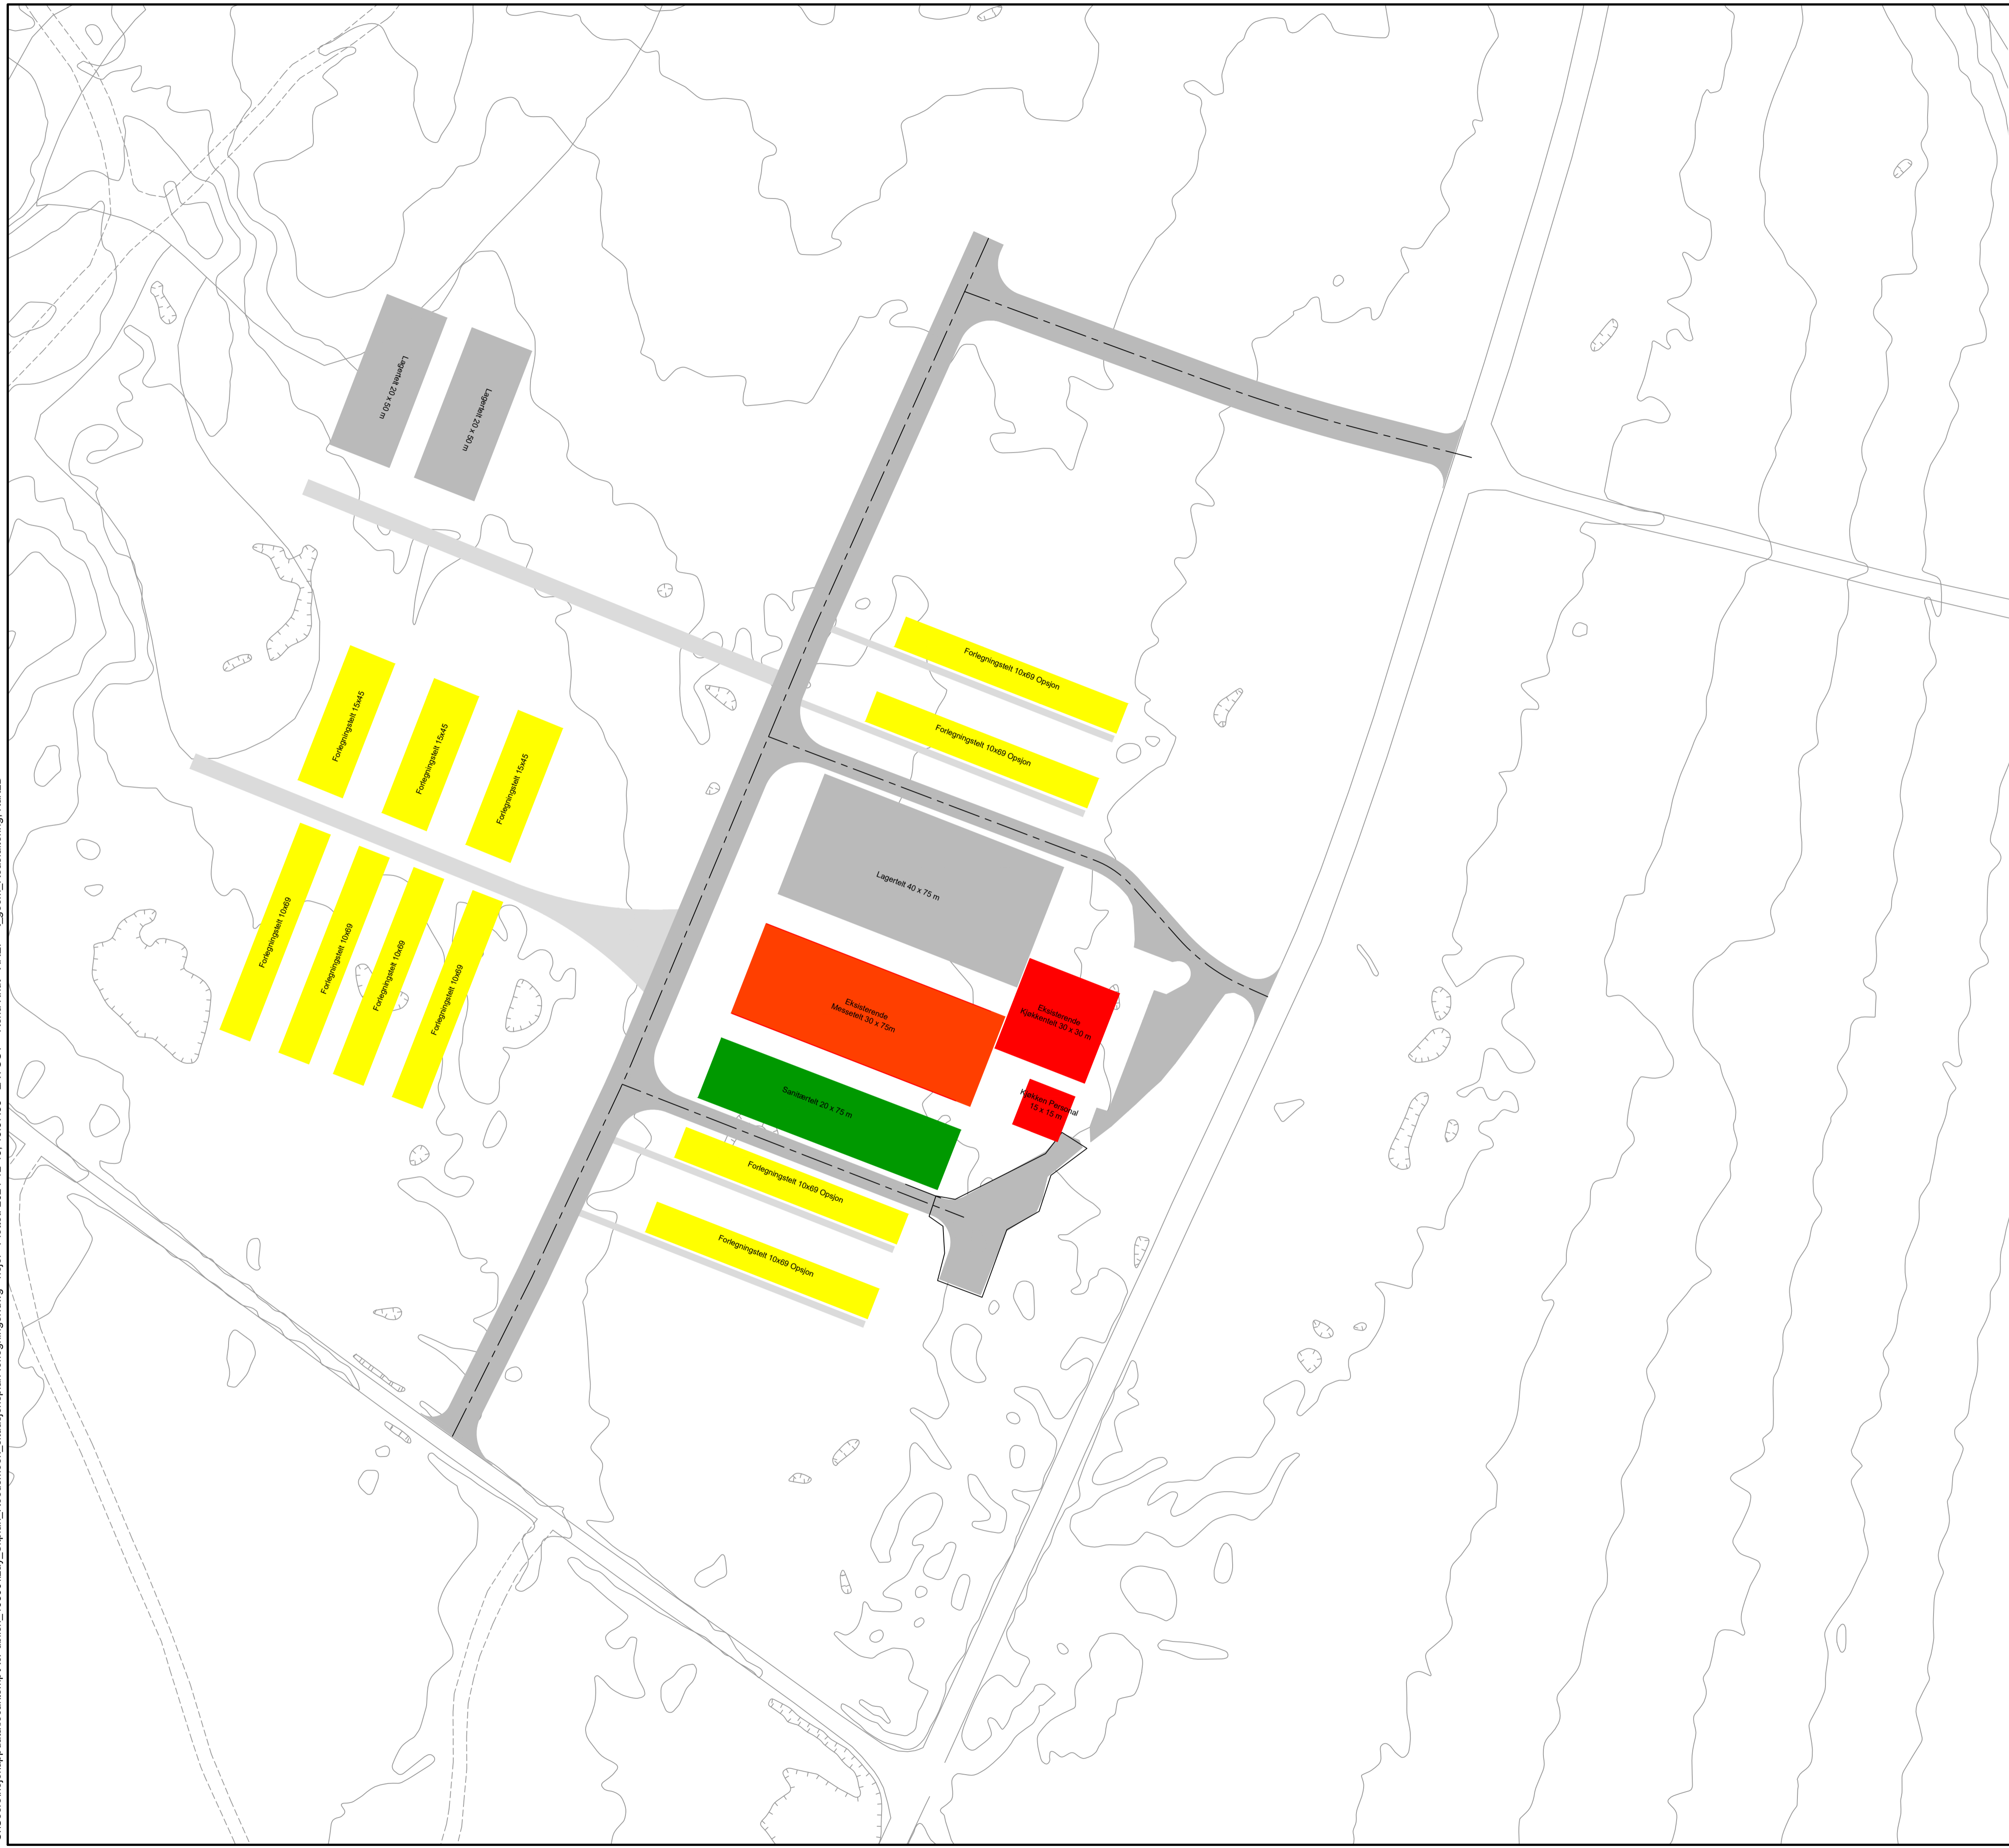 Lagertelt 20 x 50 m
Lagertelt 20 x 50 m
Forlegningstelt 10x69 Opsjon
Forlegningstelt 10x69 Opsjon
Forlegningstelt 15x45
Forlegningstelt 15x45
Forlegningstelt 15x45
Lagertelt 40 x 75 m
Forlegningstelt 10x69
Forlegningstelt 10x69
Forlegningstelt 10x69
Forlegningstelt 10x69
Eksisterende
Messetelt 30 x 75m
Eksisterende
Kjøkkentelt 30 x 30 m
Sanitærtelt 20 x 75 m
Kjøkken Personal
15 x 15 m
Forlegningstelt 10x69 Opsjon
Forlegningstelt 10x69 Opsjon